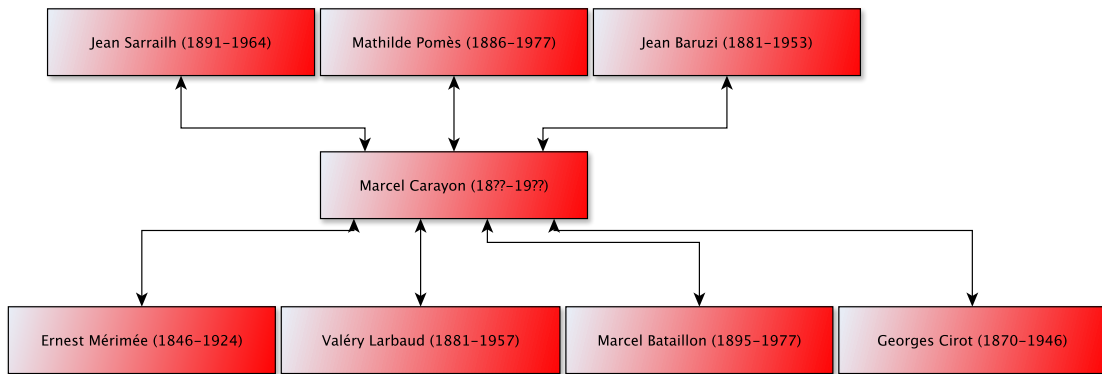 Jean Sarrailh (1891-1964)
Mathilde Pomès (1886-1977)
Jean Baruzi (1881-1953)
Marcel Carayon (18??-19??)
Ernest Mérimée (1846-1924)
Valéry Larbaud (1881-1957)
Marcel Bataillon (1895-1977)
Georges Cirot (1870-1946)